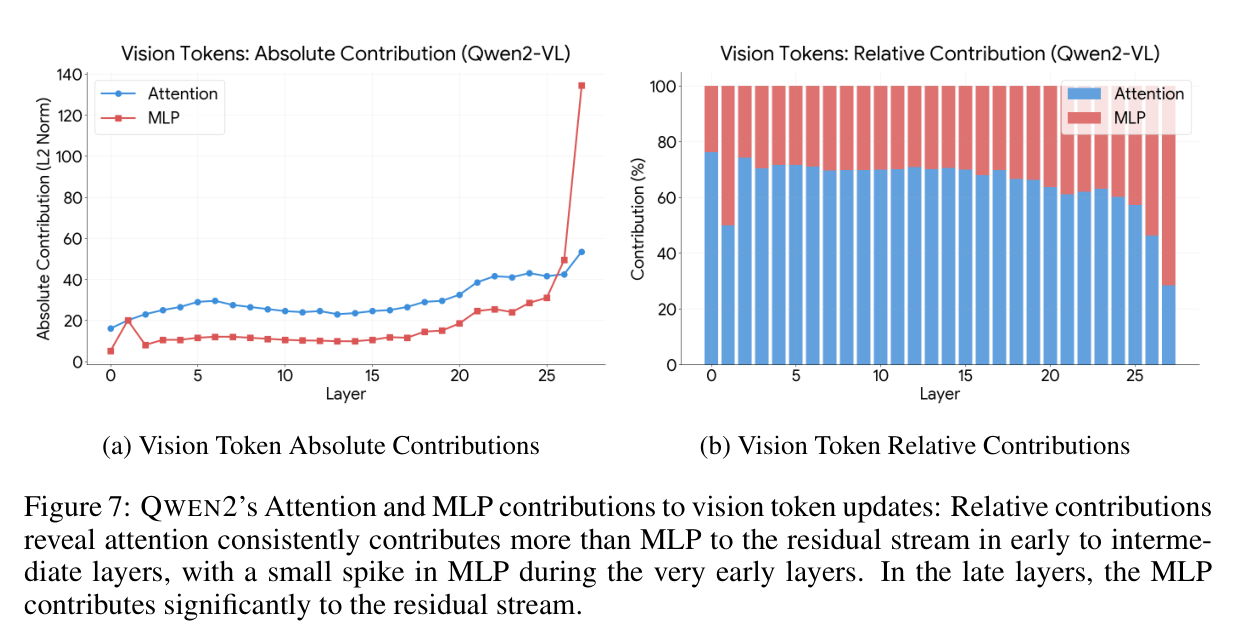 Vision Tokens: Absolute Contribution (Qwen2-VL)
Absolute Contribution (L2 Norm)
140
120
100
80
60
40
20
0
Attention
MLP
0 5 10 15 20 25
Layer
Vision Tokens: Relative Contribution (Qwen2-VL)
Contribution (%)
100
80
60
40
20
0
Attention
MLP
0 5 10 15 20 25
Layer
(a) Vision Token Absolute Contributions
(b) Vision Token Relative Contributions
Figure 7: QWEN2's Attention and MLP contributions to vision token updates: Relative contributions
reveal attention consistently contributes more than MLP to the residual stream in early to interme-
diate layers, with a small spike in MLP during the very early layers. In the late layers, the MLP
contributes significantly to the residual stream.